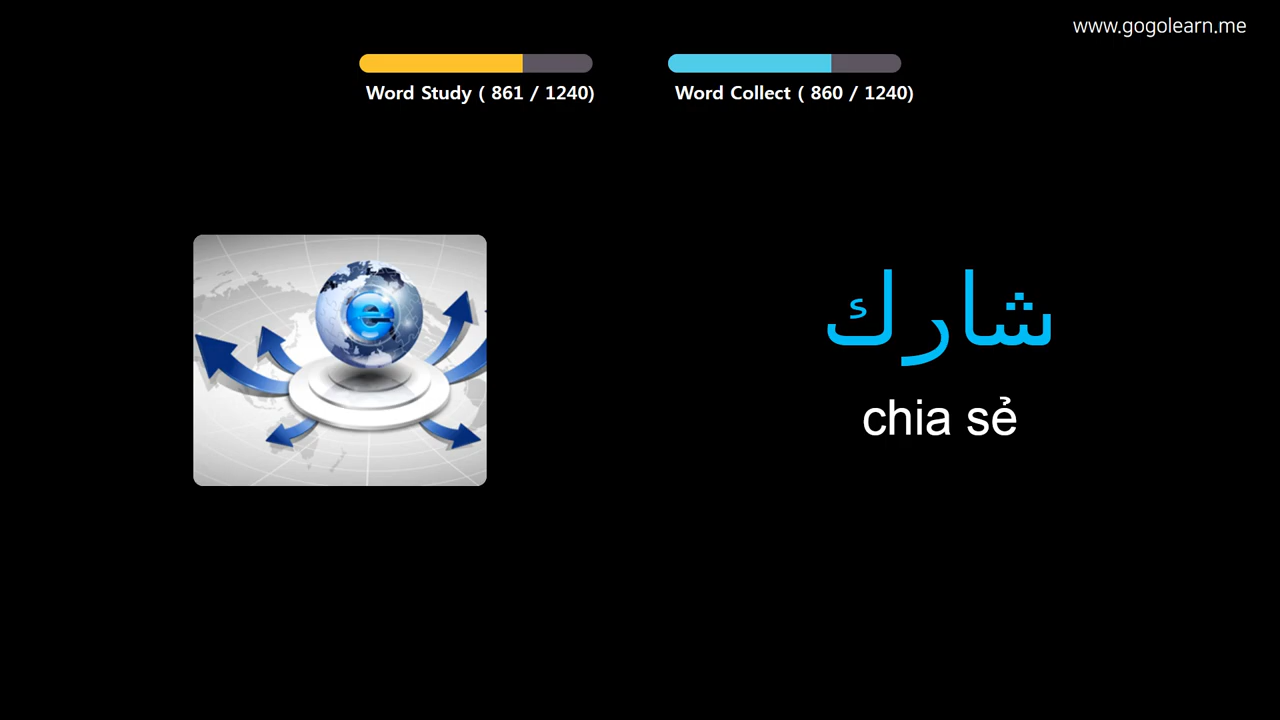 www.gogolearn.me
Word Study ( 861 / 1240)
Word Collect ( 860 / 1240)
e
شارك
chia sẻ